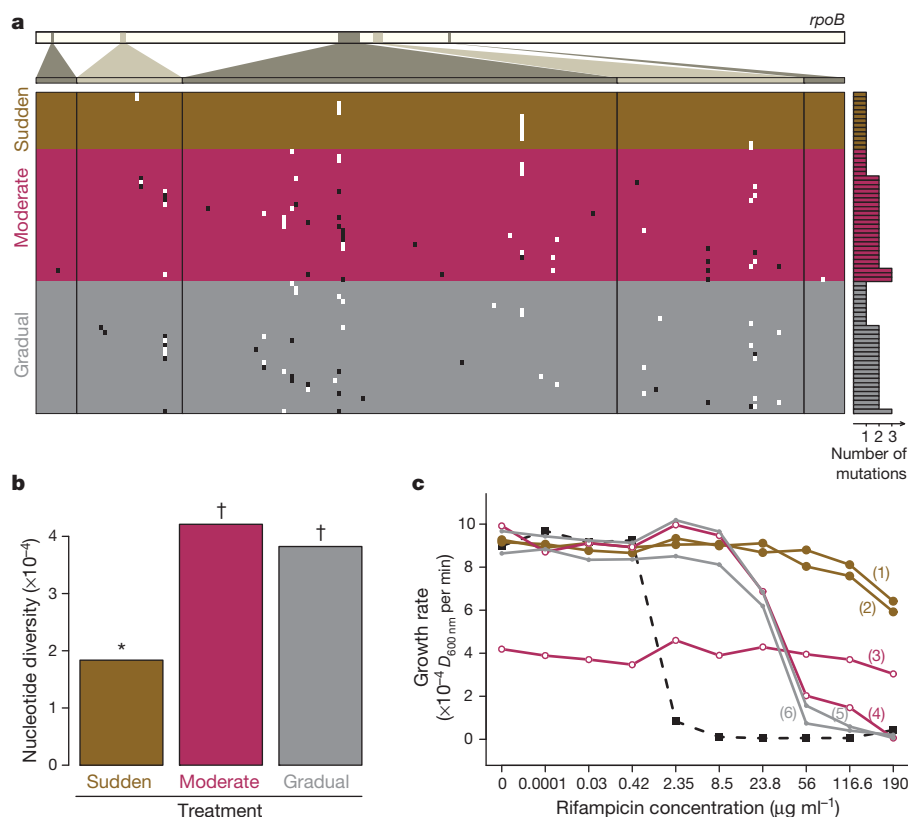 a
rpoB
Sudden
Moderate
Gradual
1 2 3
Number of
mutations
b
Nucleotide diversity (×10⁻⁴)
4
2
0
*
†
†
Sudden Moderate Gradual
Treatment
c
Growth rate
(×10⁻⁴ D₆₀₀ ₙₘ per min)
10
8
6
4
2
0
(1)
(2)
(3)
(4)
(5)
(6)
0 0.0001 0.03 0.42 2.35 8.5 23.8 56 116.6 190
Rifampicin concentration (μg ml⁻¹)